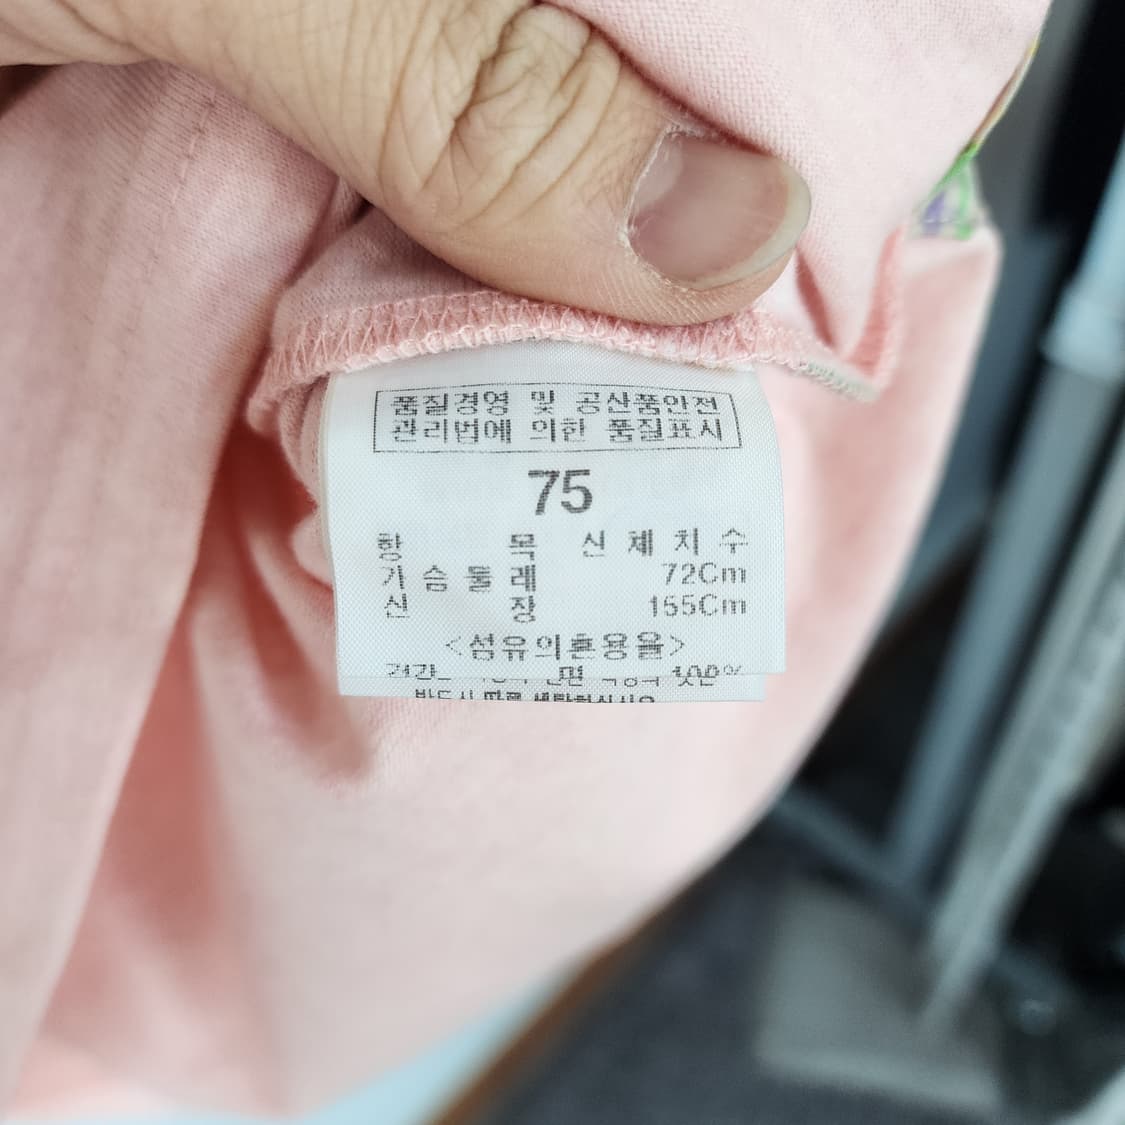 품질경영 및 공산품안전
관리법에 의한 품질표시
75
항 목 신체치수
가슴둘레 72Cm
신장 155Cm
<섬유의혼용율>
면 100%